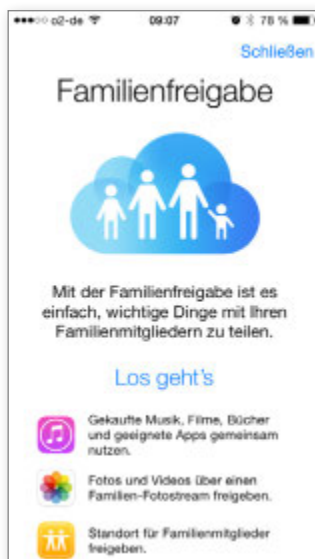 o2-de 09:07 76 %
Schließen
Familienfreigabe
Mit der Familienfreigabe ist es
einfach, wichtige Dinge mit Ihren
Familienmitgliedern zu teilen.
Los geht's
Gekaufte Musik, Filme, Bücher
und geeignete Apps gemeinsam
nutzen.
Fotos und Videos über einen
Familien-Fotostream freigeben.
Standort für Familienmitglieder
freigeben.